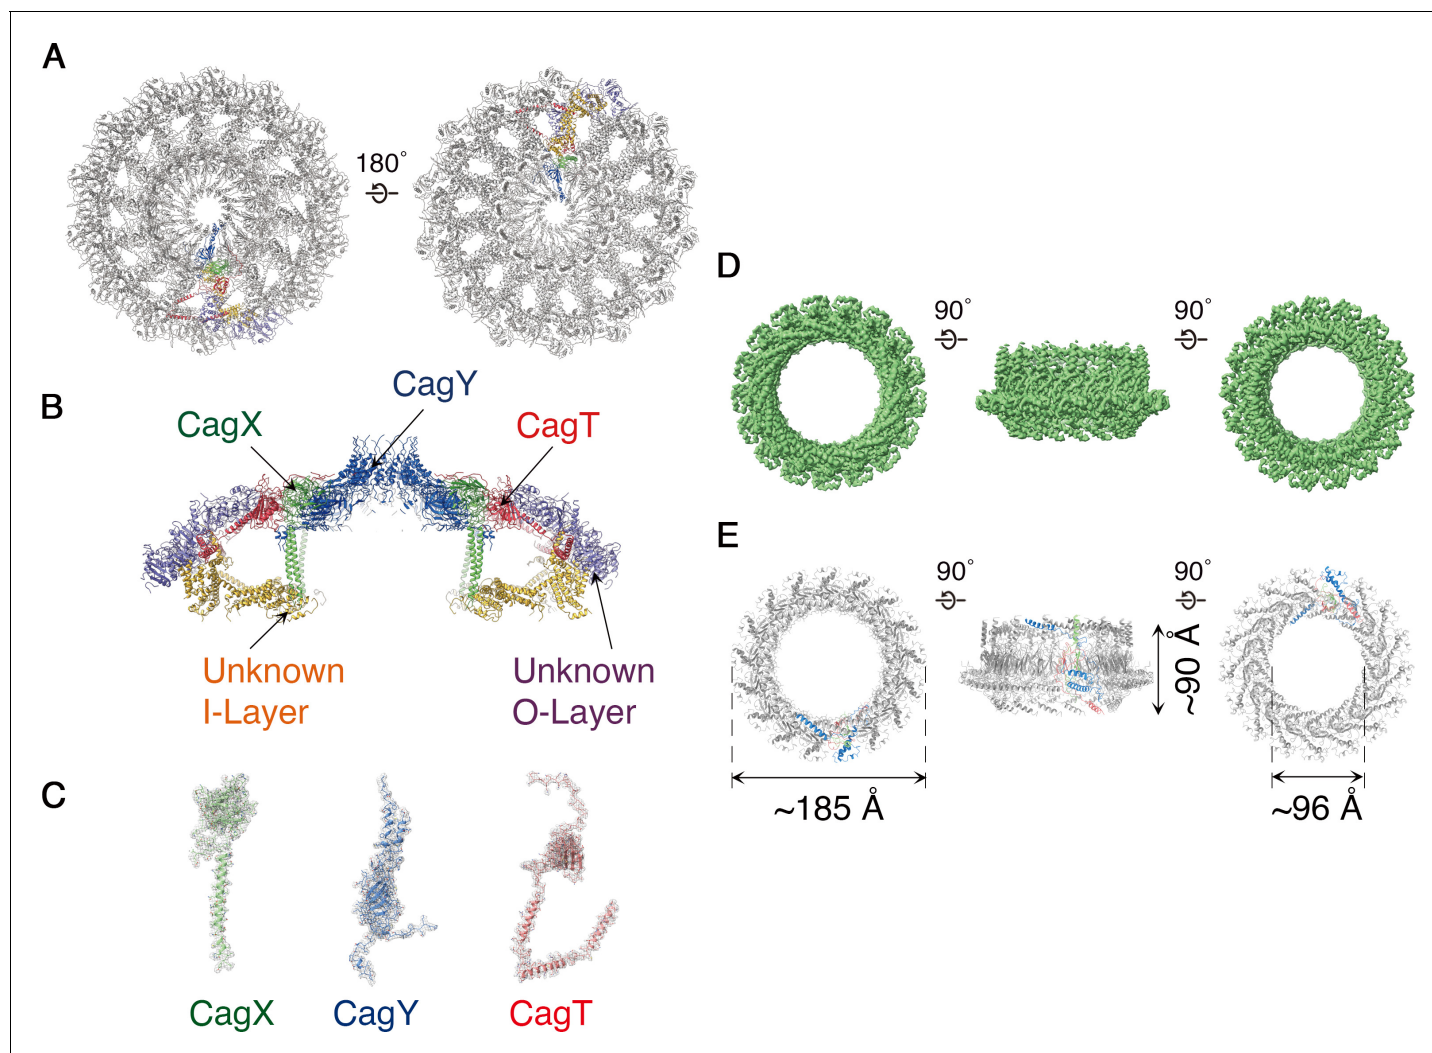 A
180°
B
CagX
CagY
CagT
Unknown
I-Layer
Unknown
O-Layer
C
CagX
CagY
CagT
D
90°
90°
E
90°
90°
~90 Å
~185 Å
~96 Å